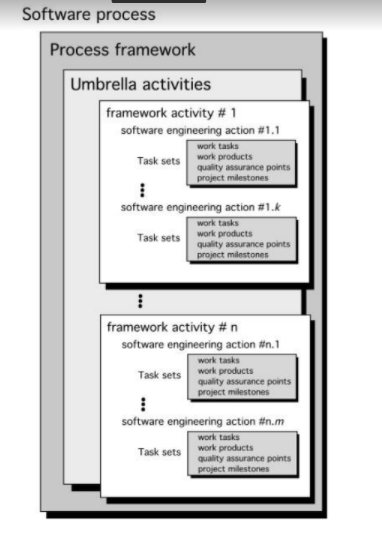 Software process
Process framework
Umbrella activities
framework activity # 1
software engineering action #1.1
Task sets
work tasks
work products
quality assurance points
project milestones
software engineering action #1.k
Task sets
work tasks
work products
quality assurance points
project milestones
framework activity # n
software engineering action #n.1
Task sets
work tasks
work products
quality assurance points
project milestones
software engineering action #n.m
Task sets
work tasks
work products
quality assurance points
project milestones